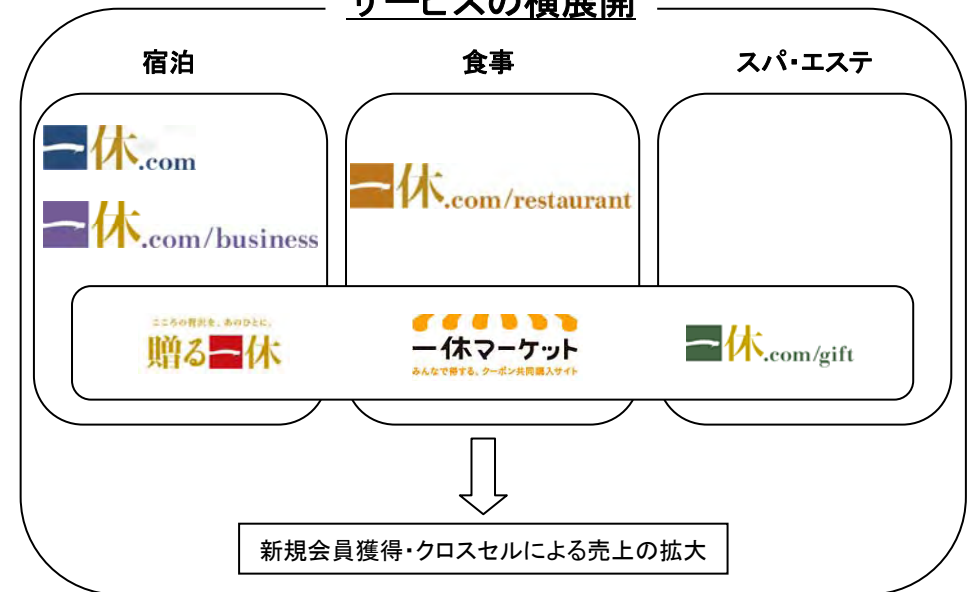 サービスの横展開
宿泊
食事
スパ・エステ
一休.com
一休.com/business
一休.com/restaurant
こころの贅沢を、あのひとに。
贈る一休
一休マーケット
みんなで得する、クーポン共同購入サイト
一休.com/gift
新規会員獲得・クロスセルによる売上の拡大